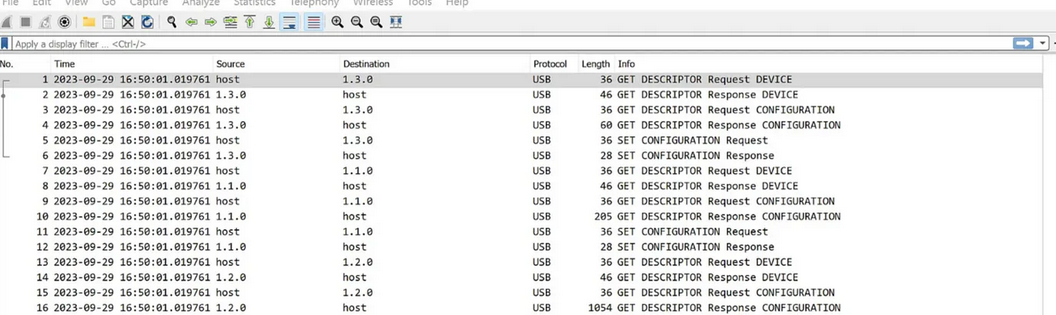 File Edit View Go Capture Analyze Statistics Telephony Wireless Tools Help
Apply a display filter ... <Ctrl-/>
No. Time Source Destination Protocol Length Info
1 2023-09-29 16:50:01.019761 host 1.3.0 USB 36 GET DESCRIPTOR Request DEVICE
2 2023-09-29 16:50:01.019761 1.3.0 host USB 46 GET DESCRIPTOR Response DEVICE
3 2023-09-29 16:50:01.019761 host 1.3.0 USB 36 GET DESCRIPTOR Request CONFIGURATION
4 2023-09-29 16:50:01.019761 1.3.0 host USB 60 GET DESCRIPTOR Response CONFIGURATION
5 2023-09-29 16:50:01.019761 host 1.3.0 USB 36 SET CONFIGURATION Request
6 2023-09-29 16:50:01.019761 1.3.0 host USB 28 SET CONFIGURATION Response
7 2023-09-29 16:50:01.019761 host 1.1.0 USB 36 GET DESCRIPTOR Request DEVICE
8 2023-09-29 16:50:01.019761 1.1.0 host USB 46 GET DESCRIPTOR Response DEVICE
9 2023-09-29 16:50:01.019761 host 1.1.0 USB 36 GET DESCRIPTOR Request CONFIGURATION
10 2023-09-29 16:50:01.019761 1.1.0 host USB 205 GET DESCRIPTOR Response CONFIGURATION
11 2023-09-29 16:50:01.019761 host 1.1.0 USB 36 SET CONFIGURATION Request
12 2023-09-29 16:50:01.019761 1.1.0 host USB 28 SET CONFIGURATION Response
13 2023-09-29 16:50:01.019761 host 1.2.0 USB 36 GET DESCRIPTOR Request DEVICE
14 2023-09-29 16:50:01.019761 1.2.0 host USB 46 GET DESCRIPTOR Response DEVICE
15 2023-09-29 16:50:01.019761 host 1.2.0 USB 36 GET DESCRIPTOR Request CONFIGURATION
16 2023-09-29 16:50:01.019761 1.2.0 host USB 1054 GET DESCRIPTOR Response CONFIGURATION